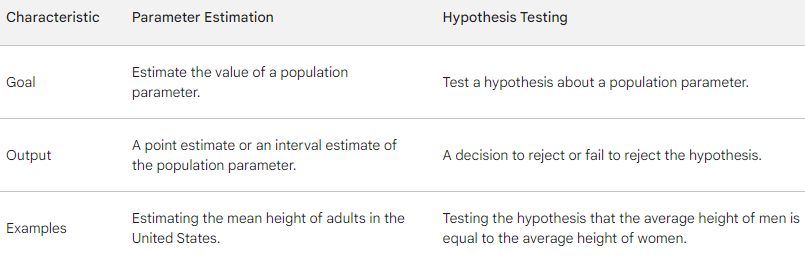 Characteristic Parameter Estimation Hypothesis Testing
Goal
Estimate the value of a population
parameter.
Test a hypothesis about a population parameter.
Output
A point estimate or an interval estimate of
the population parameter.
A decision to reject or fail to reject the hypothesis.
Examples
Estimating the mean height of adults in the
United States.
Testing the hypothesis that the average height of men is
equal to the average height of women.